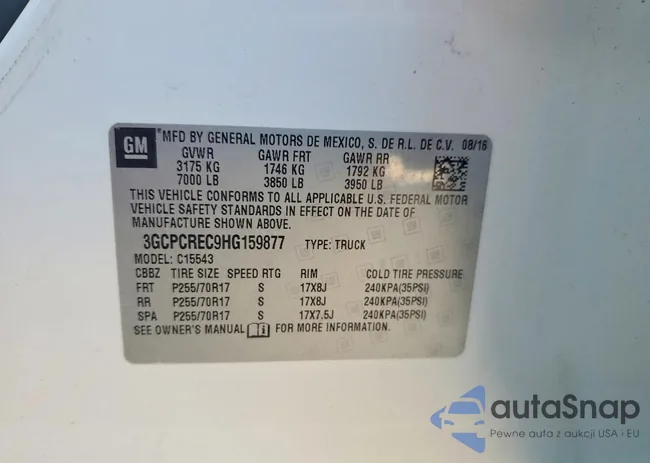 GM
*MFD BY GENERAL MOTORS DE MEXICO, S. DE R.L. DE C.V. 08/16
GVWR GAWR FRT GAWR RR
3175 KG 1746 KG 1792 KG
7000 LB 3850 LB 3950 LB
THIS VEHICLE CONFORMS TO ALL APPLICABLE U.S. FEDERAL MOTOR
VEHICLE SAFETY STANDARDS IN EFFECT ON THE DATE OF
MANUFACTURE SHOWN ABOVE.
3GCPCREC9HG159877 TYPE: TRUCK
MODEL: C15543
CBBZ TIRE SIZE SPEED RTG RIM COLD TIRE PRESSURE
FRT P255/70R17 S 17X8J 240KPA(35PSI)
RR P255/70R17 S 17X8J 240KPA(35PSI)
SPA P255/70R17 S 17X7.5J 240KPA(35PSI)
SEE OWNER'S MANUAL FOR MORE INFORMATION.
autaSnap
Pewne auta z aukcji USA i EU